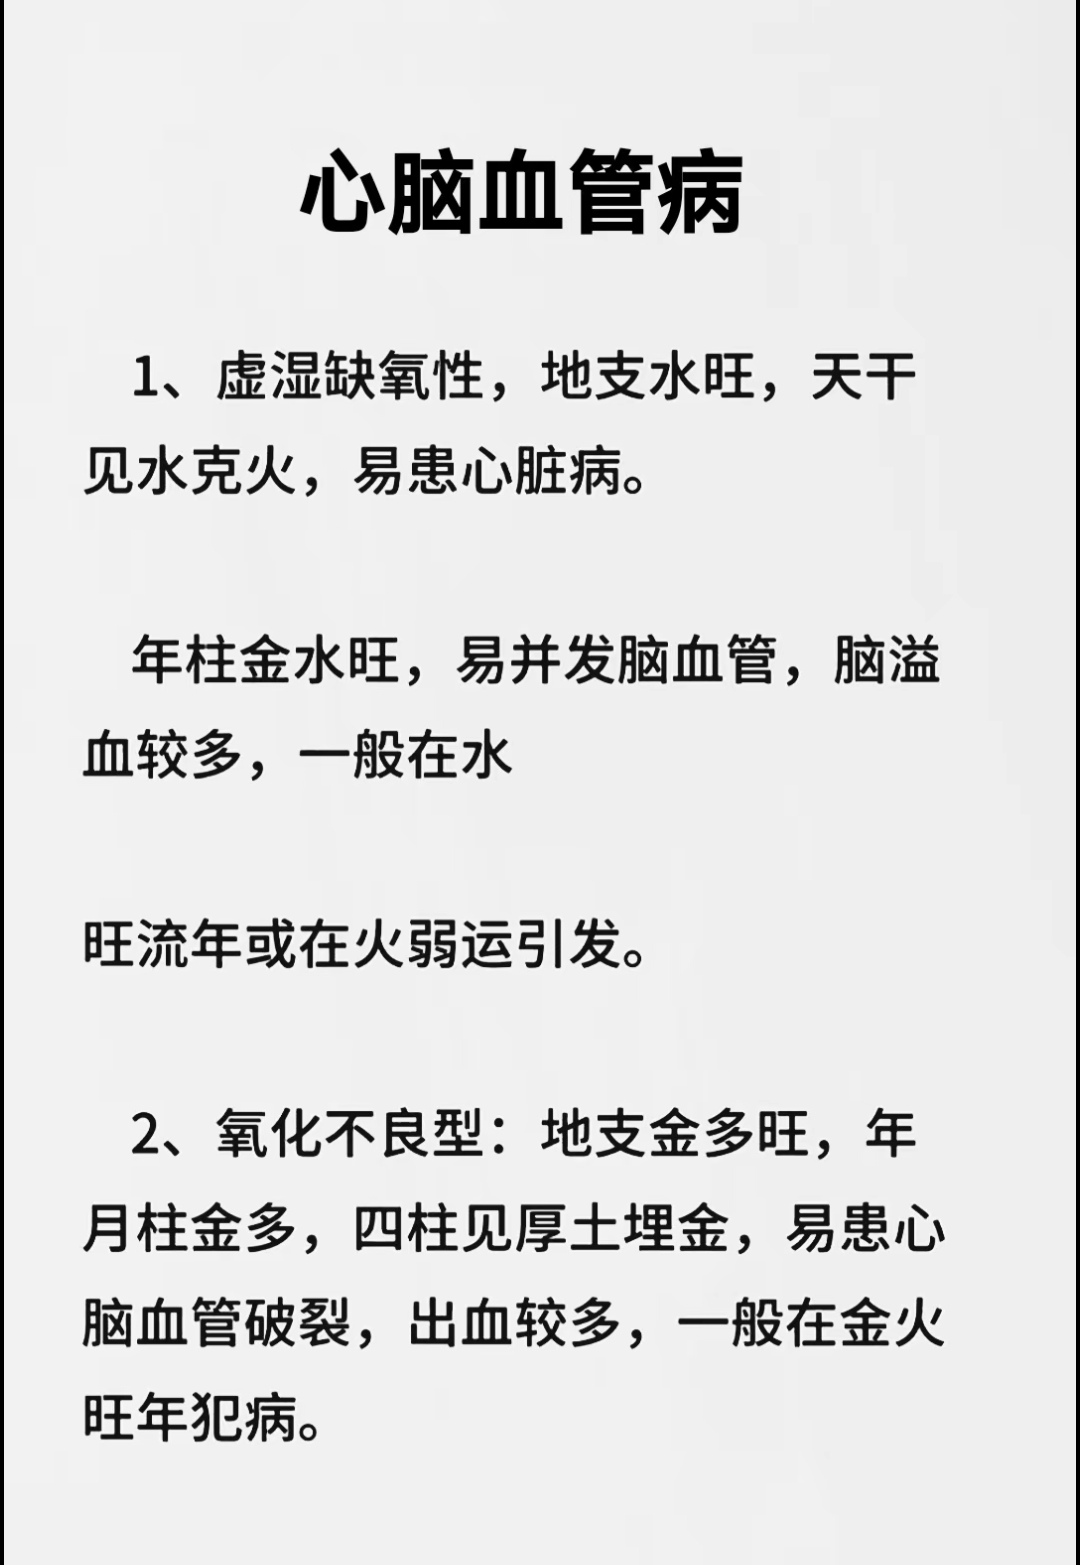 心脑血管病
1、虚湿缺氧性，地支水旺，天干
见水克火，易患心脏病。
年柱金水旺，易并发脑血管，脑溢
血较多，一般在水
旺流年或在火弱运引发。
2、氧化不良型：地支金多旺，年
月柱金多，四柱见厚土埋金，易患心
脑血管破裂，出血较多，一般在金火
旺年犯病。